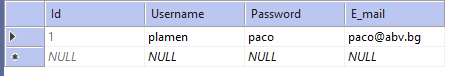 Id Username Password E_mail
1 plamen paco paco@abv.bg
NULL NULL NULL NULL